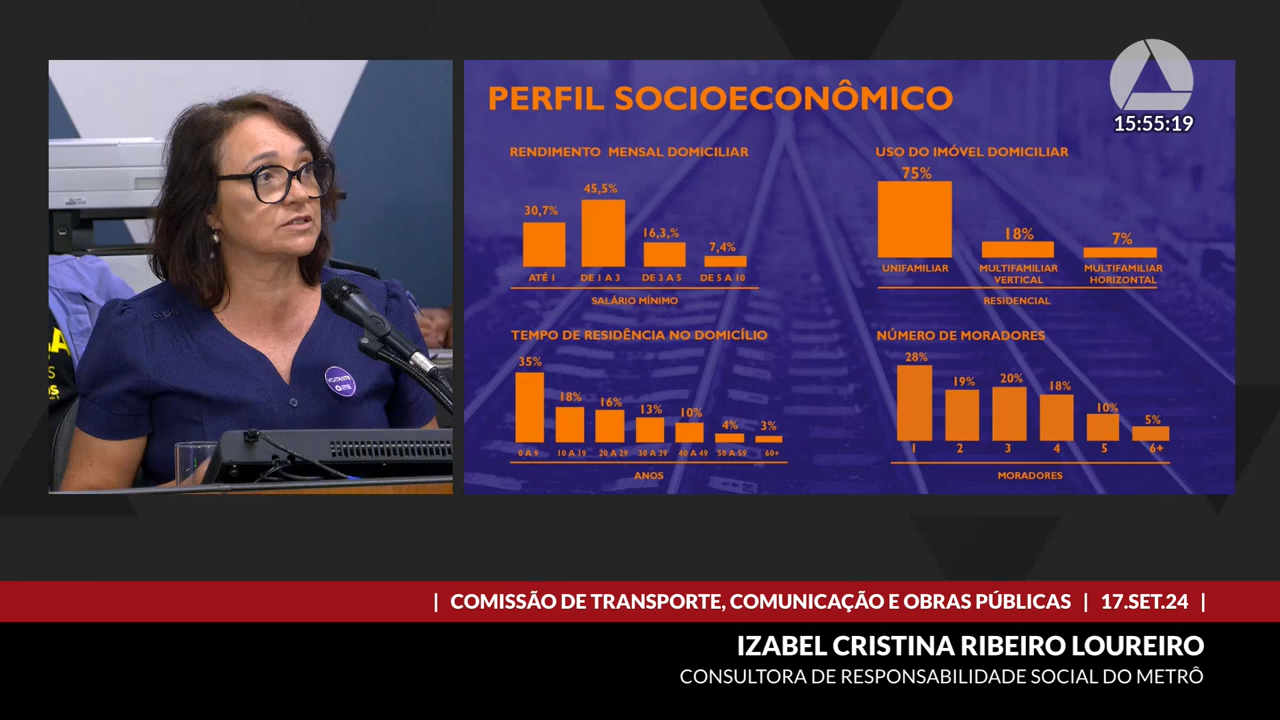 PERFIL SOCIOECONÔMICO
15:55:19
RENDIMENTO MENSAL DOMICILIAR
30,7%
45,5%
16,3,%
7,4%
ATÉ 1
DE 1 A 3
DE 3 A 5
DE 5 A 10
SALÁRIO MÍNIMO
USO DO IMÓVEL DOMICILIAR
75%
18%
7%
UNIFAMILIAR
MULTIFAMILIAR
VERTICAL
MULTIFAMILIAR
HORIZONTAL
RESIDENCIAL
TEMPO DE RESIDÊNCIA NO DOMICÍLIO
35%
18%
16%
13%
10%
4%
3%
0 A 9
10 A 19
20 A 29
30 A 39
40 A 49
50 A 59
60+
ANOS
NÚMERO DE MORADORES
28%
19%
20%
18%
10%
5%
1
2
3
4
5
6+
MORADORES
| COMISSÃO DE TRANSPORTE, COMUNICAÇÃO E OBRAS PÚBLICAS | 17.SET.24 |
IZABEL CRISTINA RIBEIRO LOUREIRO
CONSULTORA DE RESPONSABILIDADE SOCIAL DO METRÔ